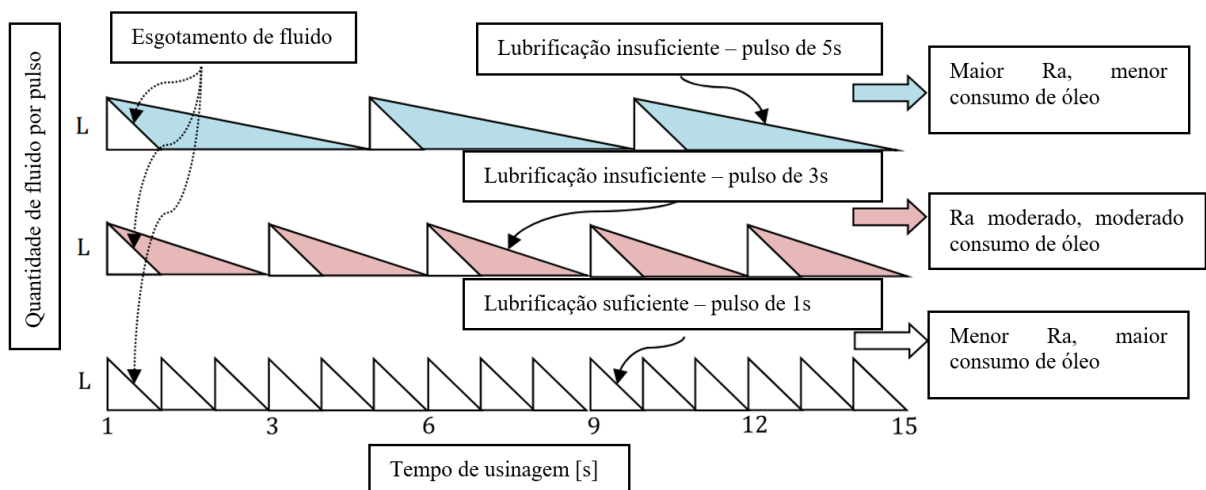 Quantidade de fluido por pulso
Esgotamento de fluido
Lubrificação insuficiente – pulso de 5s
Maior Ra, menor
consumo de óleo
L
Lubrificação insuficiente – pulso de 3s
Ra moderado, moderado
consumo de óleo
L
Lubrificação suficiente – pulso de 1s
Menor Ra, maior
consumo de óleo
L
1 3 6 9 12 15
Tempo de usinagem [s]